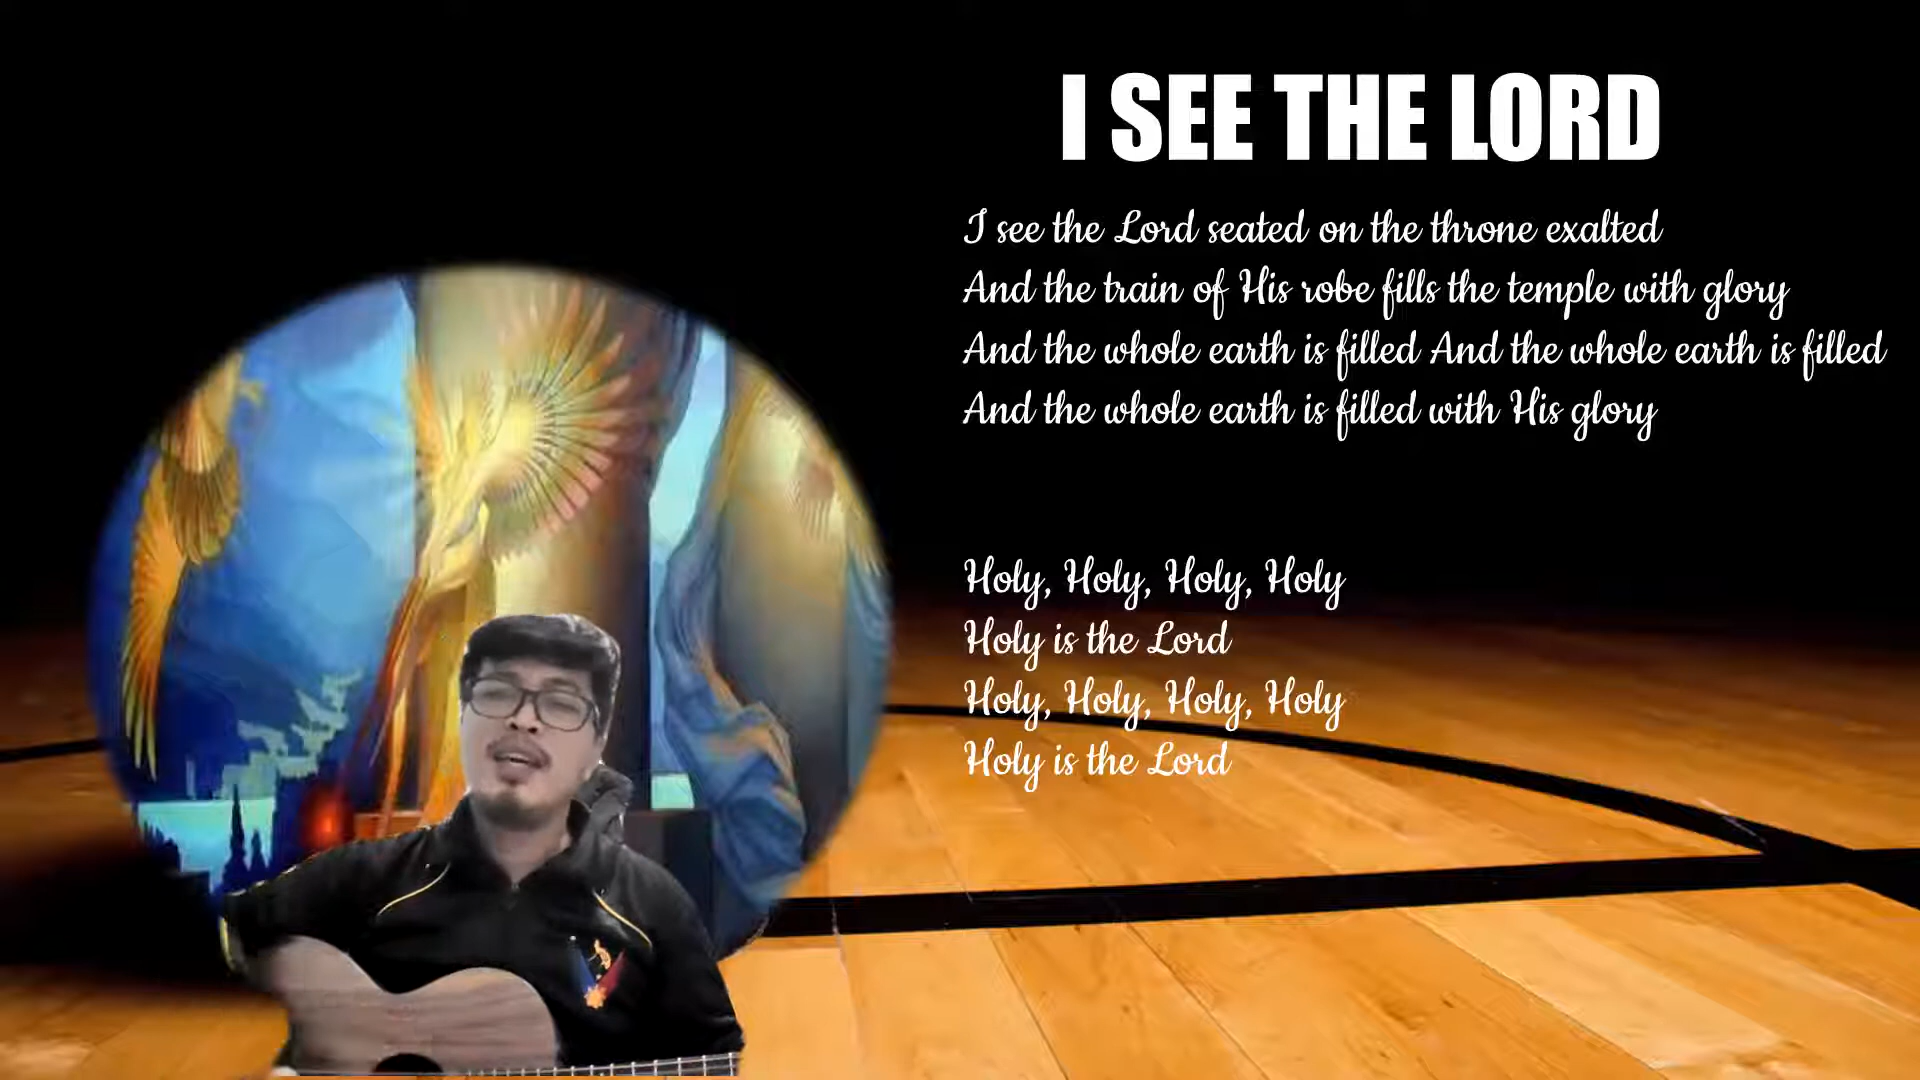 I SEE THE LORD
I see the Lord seated on the throne exalted
And the train of His robe fills the temple with glory
And the whole earth is filled And the whole earth is filled
And the whole earth is filled with His glory
Holy, Holy, Holy, Holy
Holy is the Lord
Holy, Holy, Holy, Holy
Holy is the Lord